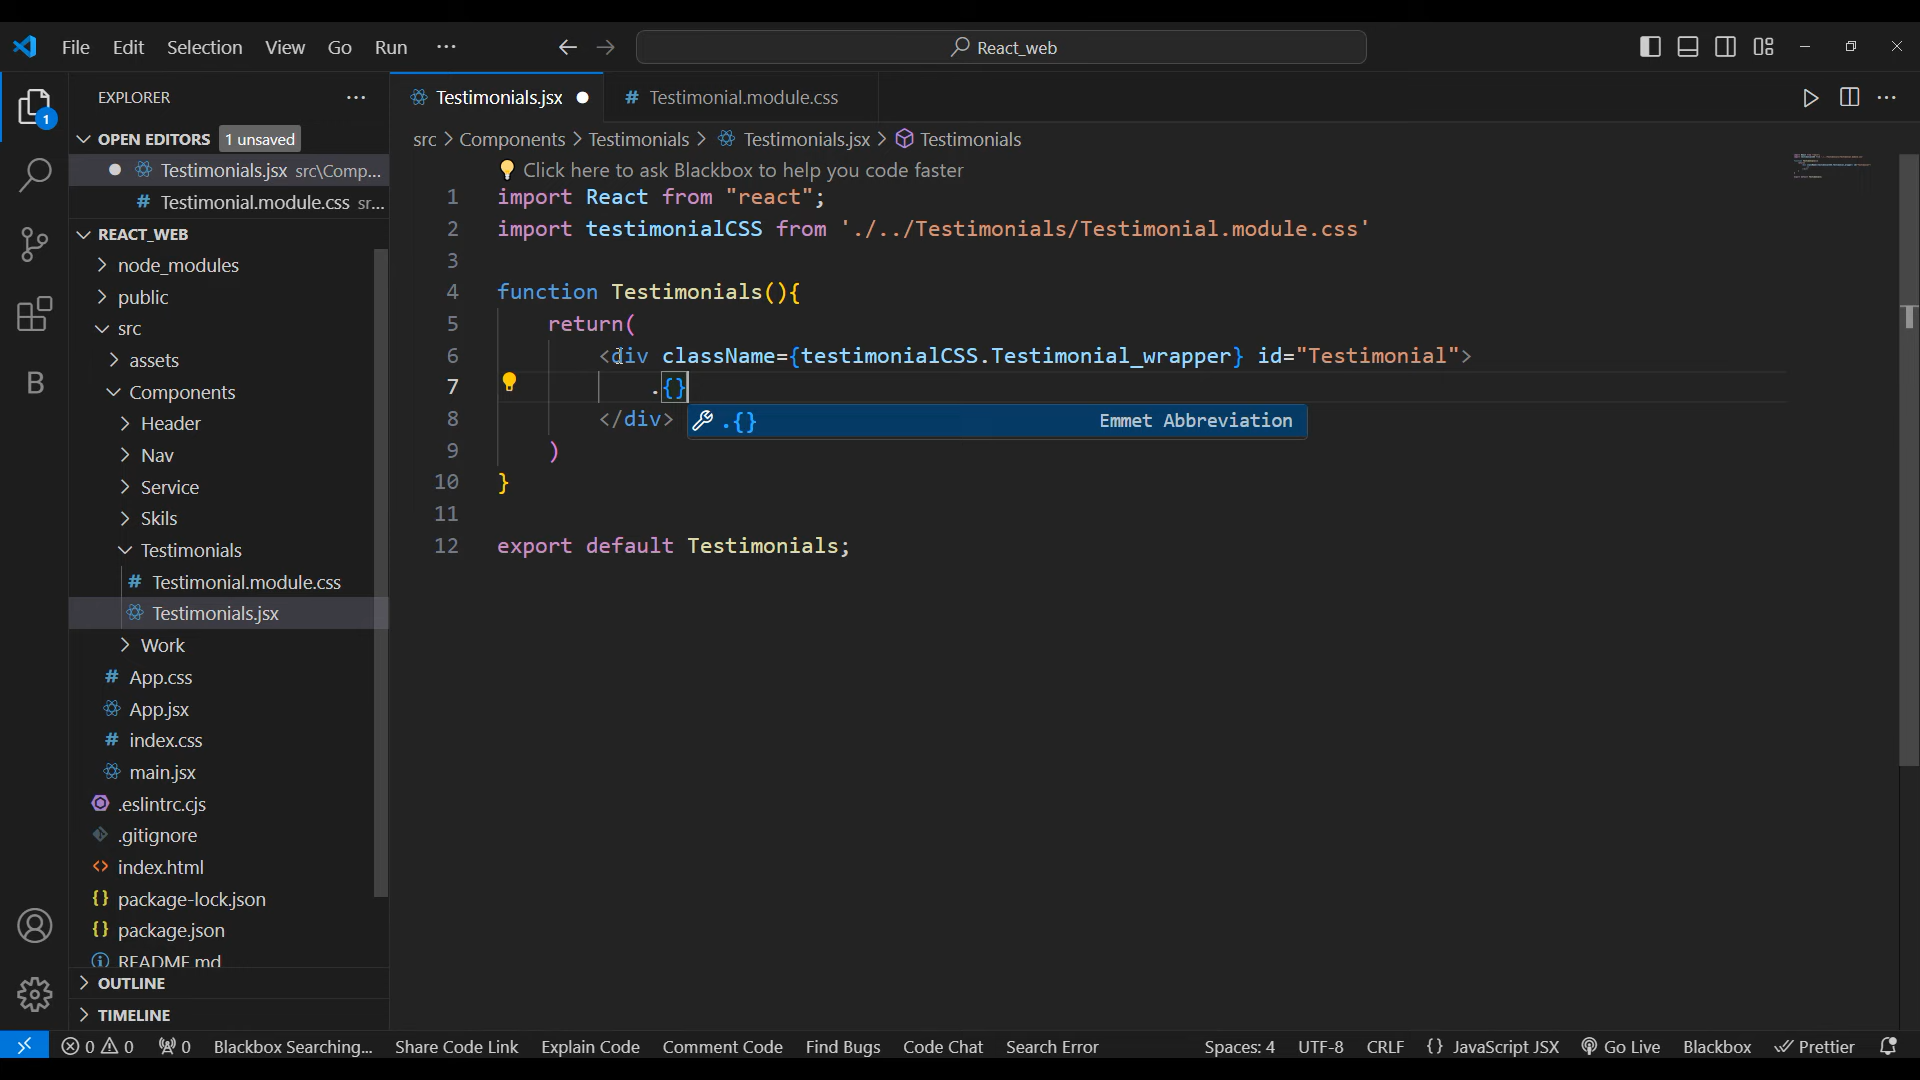 File Edit Selection View Go Run ··· React_web
EXPLORER ···
OPEN EDITORS 1 unsaved
Testimonials.jsx src\Comp...
Testimonial.module.css sr...
REACT_WEB
node_modules
public
src
assets
Components
Header
Nav
Service
Skils
Testimonials
Testimonial.module.css
Testimonials.jsx
Work
App.css
App.jsx
index.css
main.jsx
.eslintrc.cjs
.gitignore
index.html
package-lock.json
package.json
README.md
OUTLINE
TIMELINE
1
B
Testimonials.jsx Testimonial.module.css
src > Components > Testimonials > Testimonials.jsx > Testimonials
Click here to ask Blackbox to help you code faster
1 import React from "react";
2 import testimonialCSS from './../Testimonials/Testimonial.module.css'
3
4 function Testimonials(){
5 return(
6 <div className={testimonialCSS.Testimonial_wrapper} id="Testimonial">
7 .{}
8 </div> .{} Emmet Abbreviation
9 )
10 }
11
12 export default Testimonials;
0 0 0 Blackbox Searching... Share Code Link Explain Code Comment Code Find Bugs Code Chat Search Error Spaces: 4 UTF-8 CRLF {} JavaScript JSX Go Live Blackbox Prettier